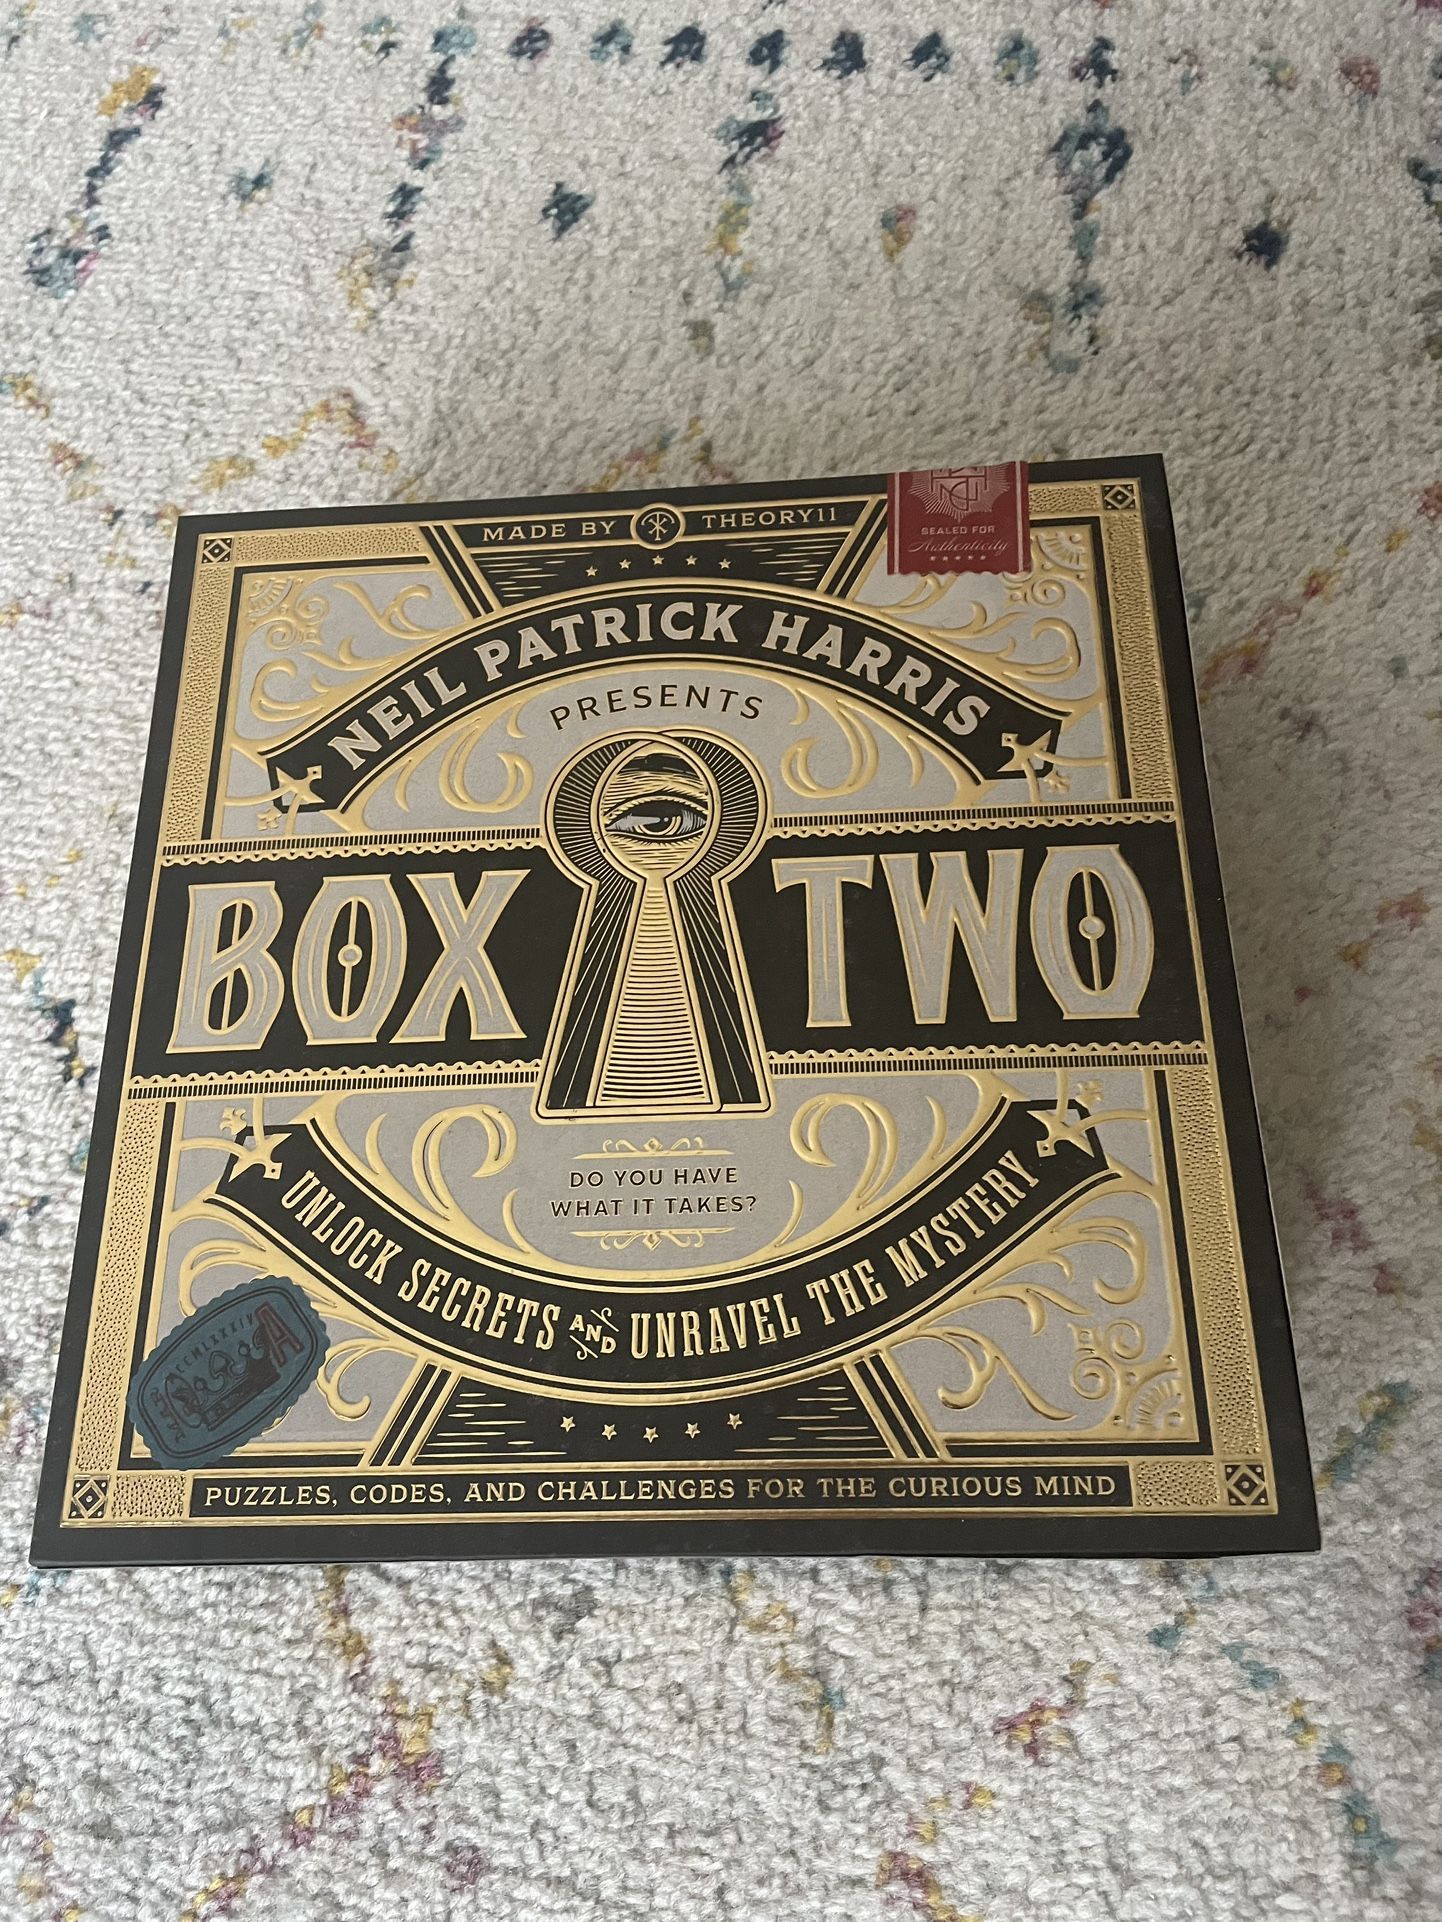 MADE BY THEORY11
SEALED FOR
Authenticity
NEIL PATRICK HARRIS
PRESENTS
BOX TWO
DO YOU HAVE
WHAT IT TAKES?
UNLOCK SECRETS AND UNRAVEL THE MYSTERY
A
PUZZLES, CODES, AND CHALLENGES FOR THE CURIOUS MIND